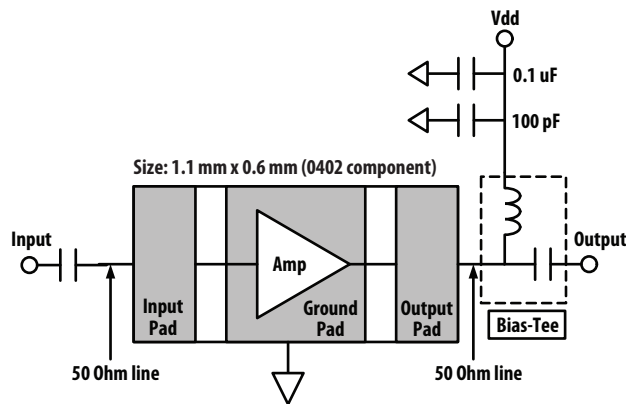 Vdd
0.1 uF
100 pF
Size: 1.1 mm x 0.6 mm (0402 component)
Input
Output
Amp
Input
Pad
Ground
Pad
Output
Pad
Bias-Tee
50 Ohm line
50 Ohm line